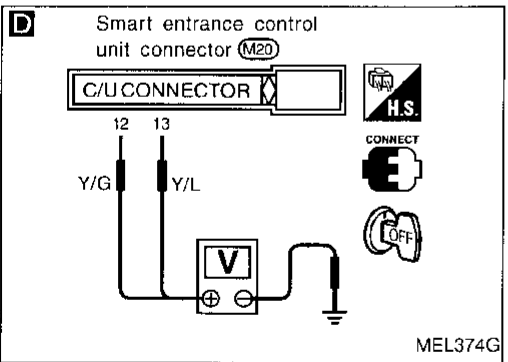 D
Smart entrance control
unit connector M20
C/U CONNECTOR
H.S.
12 13
CONNECT
Y/G Y/L
OFF
V
+ -
MEL374G